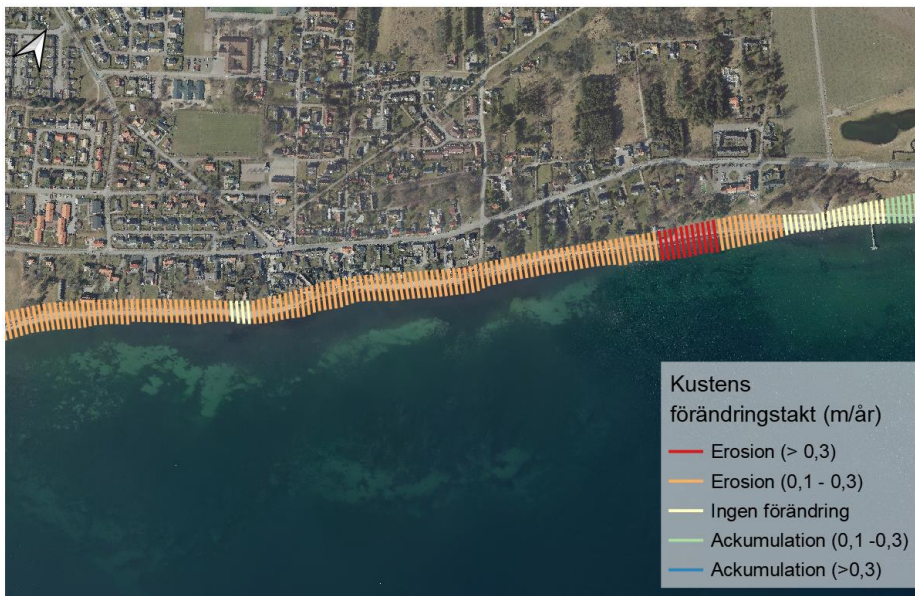 Kustens
förändringstakt (m/år)
Erosion (> 0,3)
Erosion (0,1 - 0,3)
Ingen förändring
Ackumulation (0,1 -0,3)
Ackumulation (>0,3)